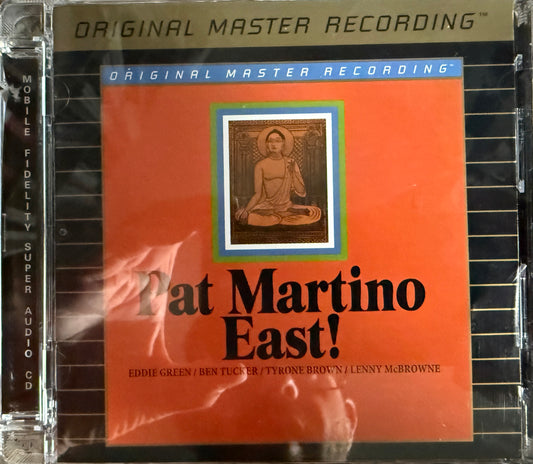 ORIGINAL MASTER RECORDING™
MOBILE FIDELITY SUPER AUDIO CD
ORIGINAL MASTER RECORDING™
Pat Martino
East!
EDDIE GREEN / BEN TUCKER / TYRONE BROWN / LENNY McBROWNE